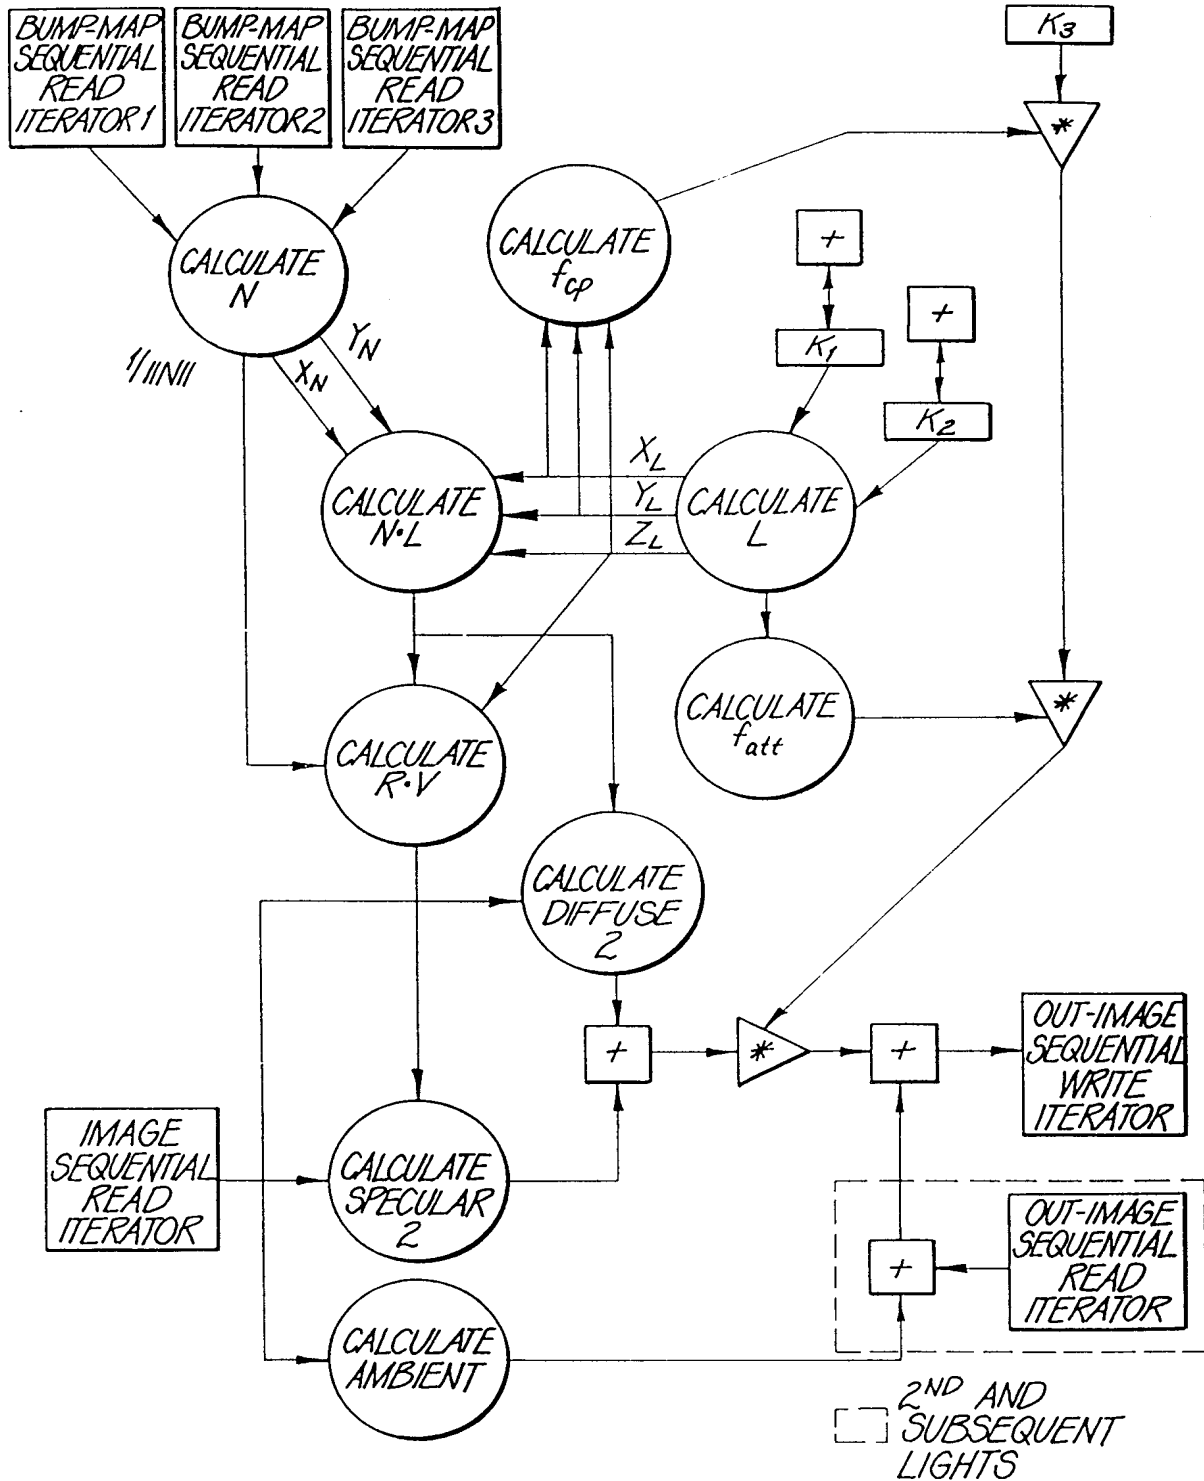 BUMP-MAP
SEQUENTIAL
READ
ITERATOR 1
BUMP-MAP
SEQUENTIAL
READ
ITERATOR 2
BUMP-MAP
SEQUENTIAL
READ
ITERATOR 3
K3
*
CALCULATE
N
CALCULATE
fcp
+
+
K1
K2
1/||N||
YN
XN
CALCULATE
N·L
XL
YL
ZL
CALCULATE
L
CALCULATE
fatt
*
CALCULATE
R·V
CALCULATE
DIFFUSE
2
+
*
+
OUT-IMAGE
SEQUENTIAL
WRITE
ITERATOR
IMAGE
SEQUENTIAL
READ
ITERATOR
CALCULATE
SPECULAR
2
+
OUT-IMAGE
SEQUENTIAL
READ
ITERATOR
CALCULATE
AMBIENT
2ND AND
SUBSEQUENT
LIGHTS